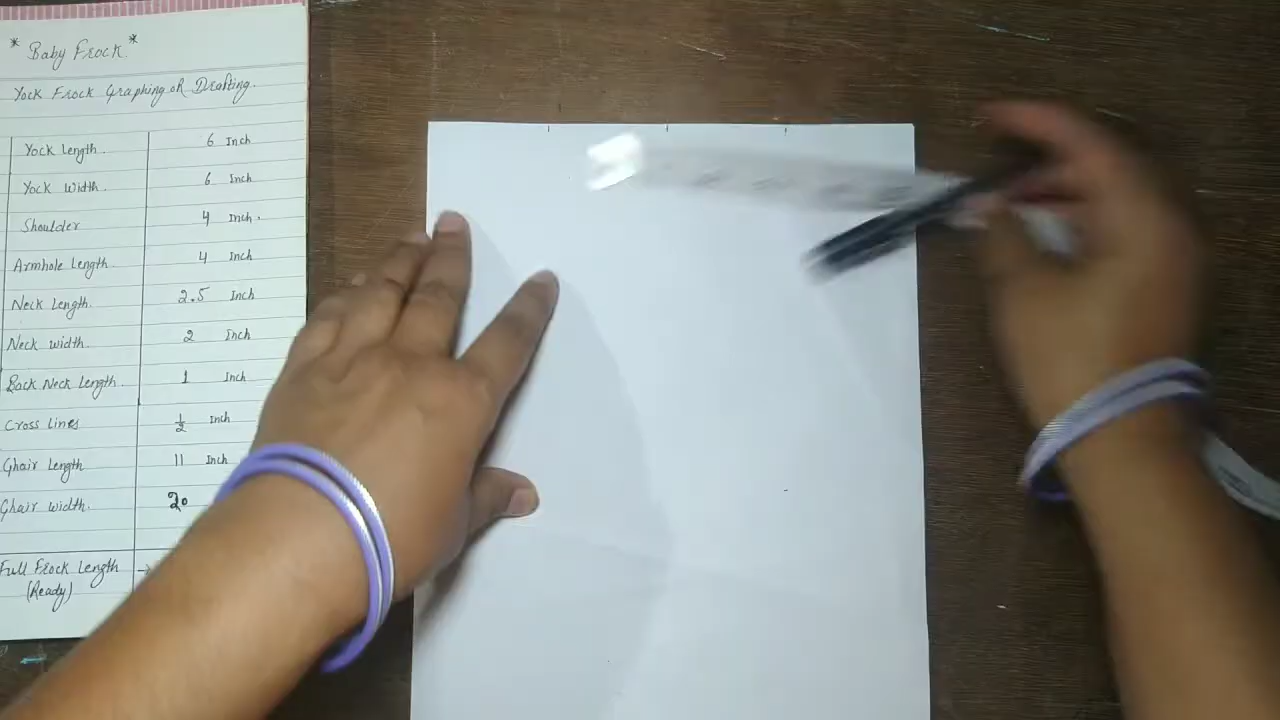 * Baby Frock *
Yock Frock Graphing or Drafting.
Yock Length. 6 Inch
Yock Width. 6 Inch
Shoulder 4 Inch.
Armhole Length. 4 Inch
Neck Length. 2.5 Inch
Neck Width. 2 Inch
Back Neck Length. 1 Inch
Cross Lines 1/2 Inch
Ghair Length 11 Inch
Ghair Width. 20
Full Frock Length →
(Ready)